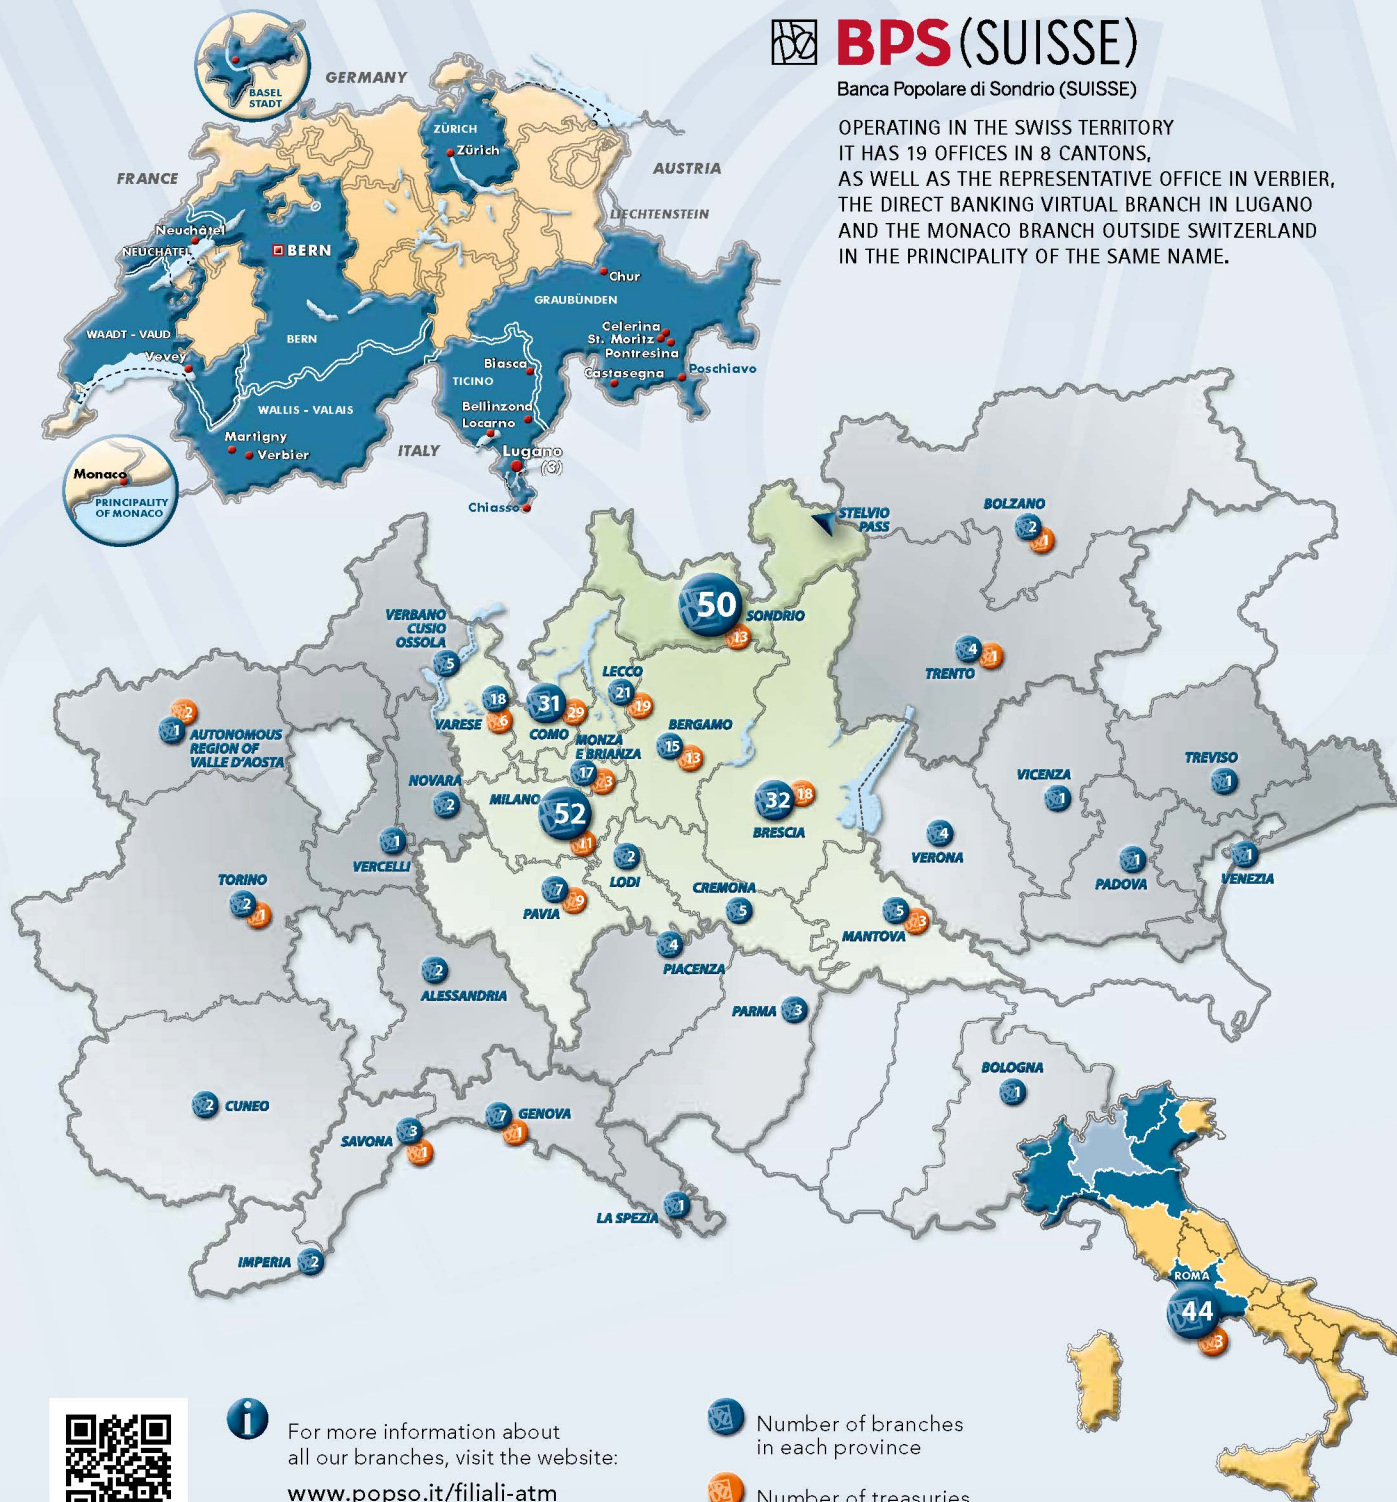 BPS (SUISSE)
Banca Popolare di Sondrio (SUISSE)
OPERATING IN THE SWISS TERRITORY
IT HAS 19 OFFICES IN 8 CANTONS,
AS WELL AS THE REPRESENTATIVE OFFICE IN VERBIER,
THE DIRECT BANKING VIRTUAL BRANCH IN LUGANO
AND THE MONACO BRANCH OUTSIDE SWITZERLAND
IN THE PRINCIPALITY OF THE SAME NAME.
BASEL
STADT
GERMANY
ZÜRICH
Zürich
FRANCE
AUSTRIA
LIECHTENSTEIN
Neuchâtel
NEUCHÂTEL
BERN
Chur
GRAUBÜNDEN
WAADT - VAUD
BERN
Vevey
Celerina
St. Moritz
Pontresina
Castasegna
Poschiavo
Biasca
TICINO
WALLIS - VALAIS
Bellinzona
Locarno
Martigny
Verbier
ITALY
Lugano
(3)
Chiasso
Monaco
PRINCIPALITY
OF MONACO
STELVIO
PASS
BOLZANO
2
1
50
SONDRIO
13
VERBANO
CUSIO
OSSOLA
5
4
1
TRENTO
LECCO
21
19
18
6
VARESE
31
29
COMO
BERGAMO
15
13
MONZA
E BRIANZA
17
3
2
1
AUTONOMOUS
REGION OF
VALLE D'AOSTA
NOVARA
2
MILANO
52
11
32
18
BRESCIA
VICENZA
1
TREVISO
1
1
VERCELLI
2
LODI
4
VERONA
1
PADOVA
1
VENEZIA
TORINO
2
1
7
9
PAVIA
CREMONA
5
5
3
MANTOVA
4
PIACENZA
2
ALESSANDRIA
PARMA 3
BOLOGNA
1
2 CUNEO
SAVONA 3
1
7 GENOVA
1
LA SPEZIA 1
IMPERIA 2
ROMA
44
3
For more information about
all our branches, visit the website:
www.popso.it/filiali-atm
Number of branches
in each province
Number of treasuries